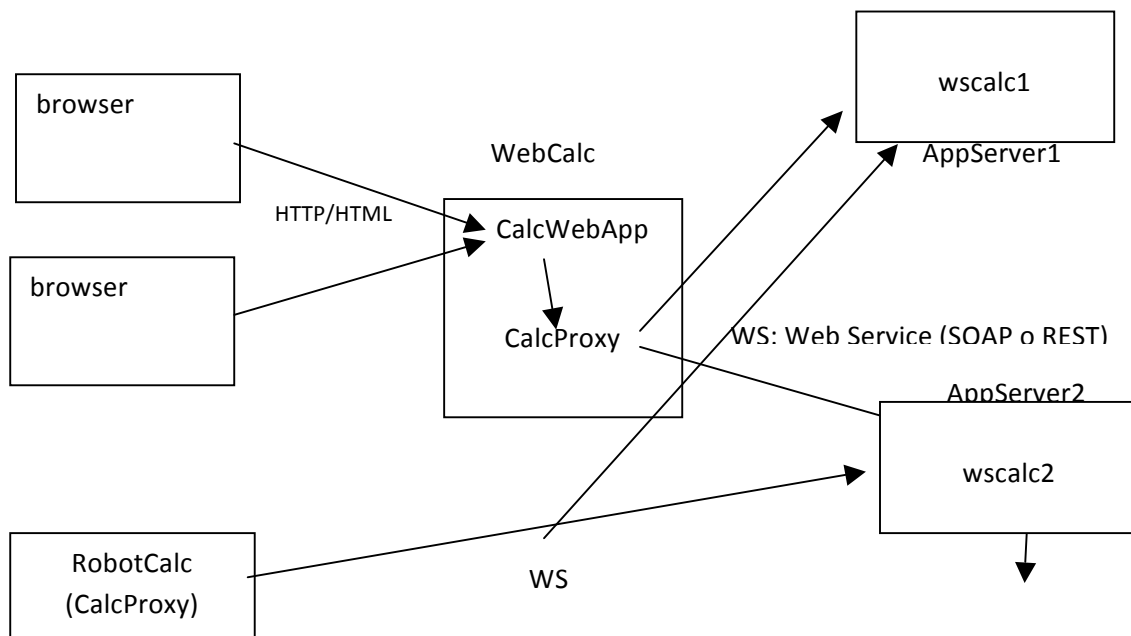 browser
wscalc1
WebCalc
AppServer1
HTTP/HTML
CalcWebApp
browser
CalcProxy
WS: Web Service (SOAP o REST)
AppServer2
wscalc2
RobotCalc
(CalcProxy)
WS